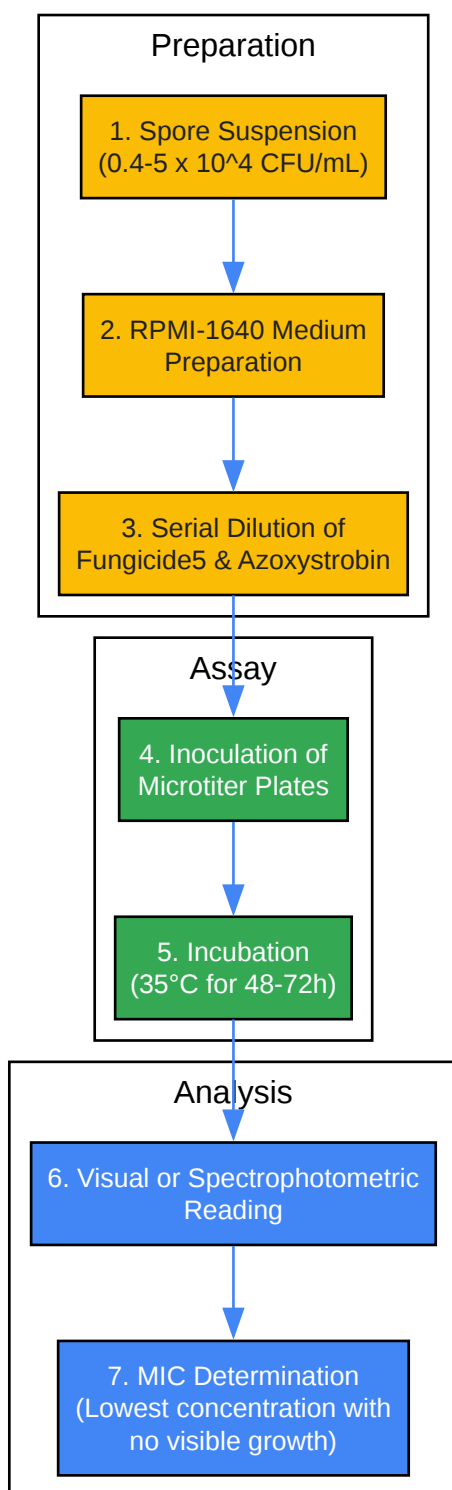 Preparation
1. Spore Suspension
(0.4-5 x 10^4 CFU/mL)
2. RPMI-1640 Medium
Preparation
3. Serial Dilution of
Fungicide5 & Azoxystrobin
Assay
4. Inoculation of
Microtiter Plates
5. Incubation
(35°C for 48-72h)
Analysis
6. Visual or Spectrophotometric
Reading
7. MIC Determination
(Lowest concentration with
no visible growth)